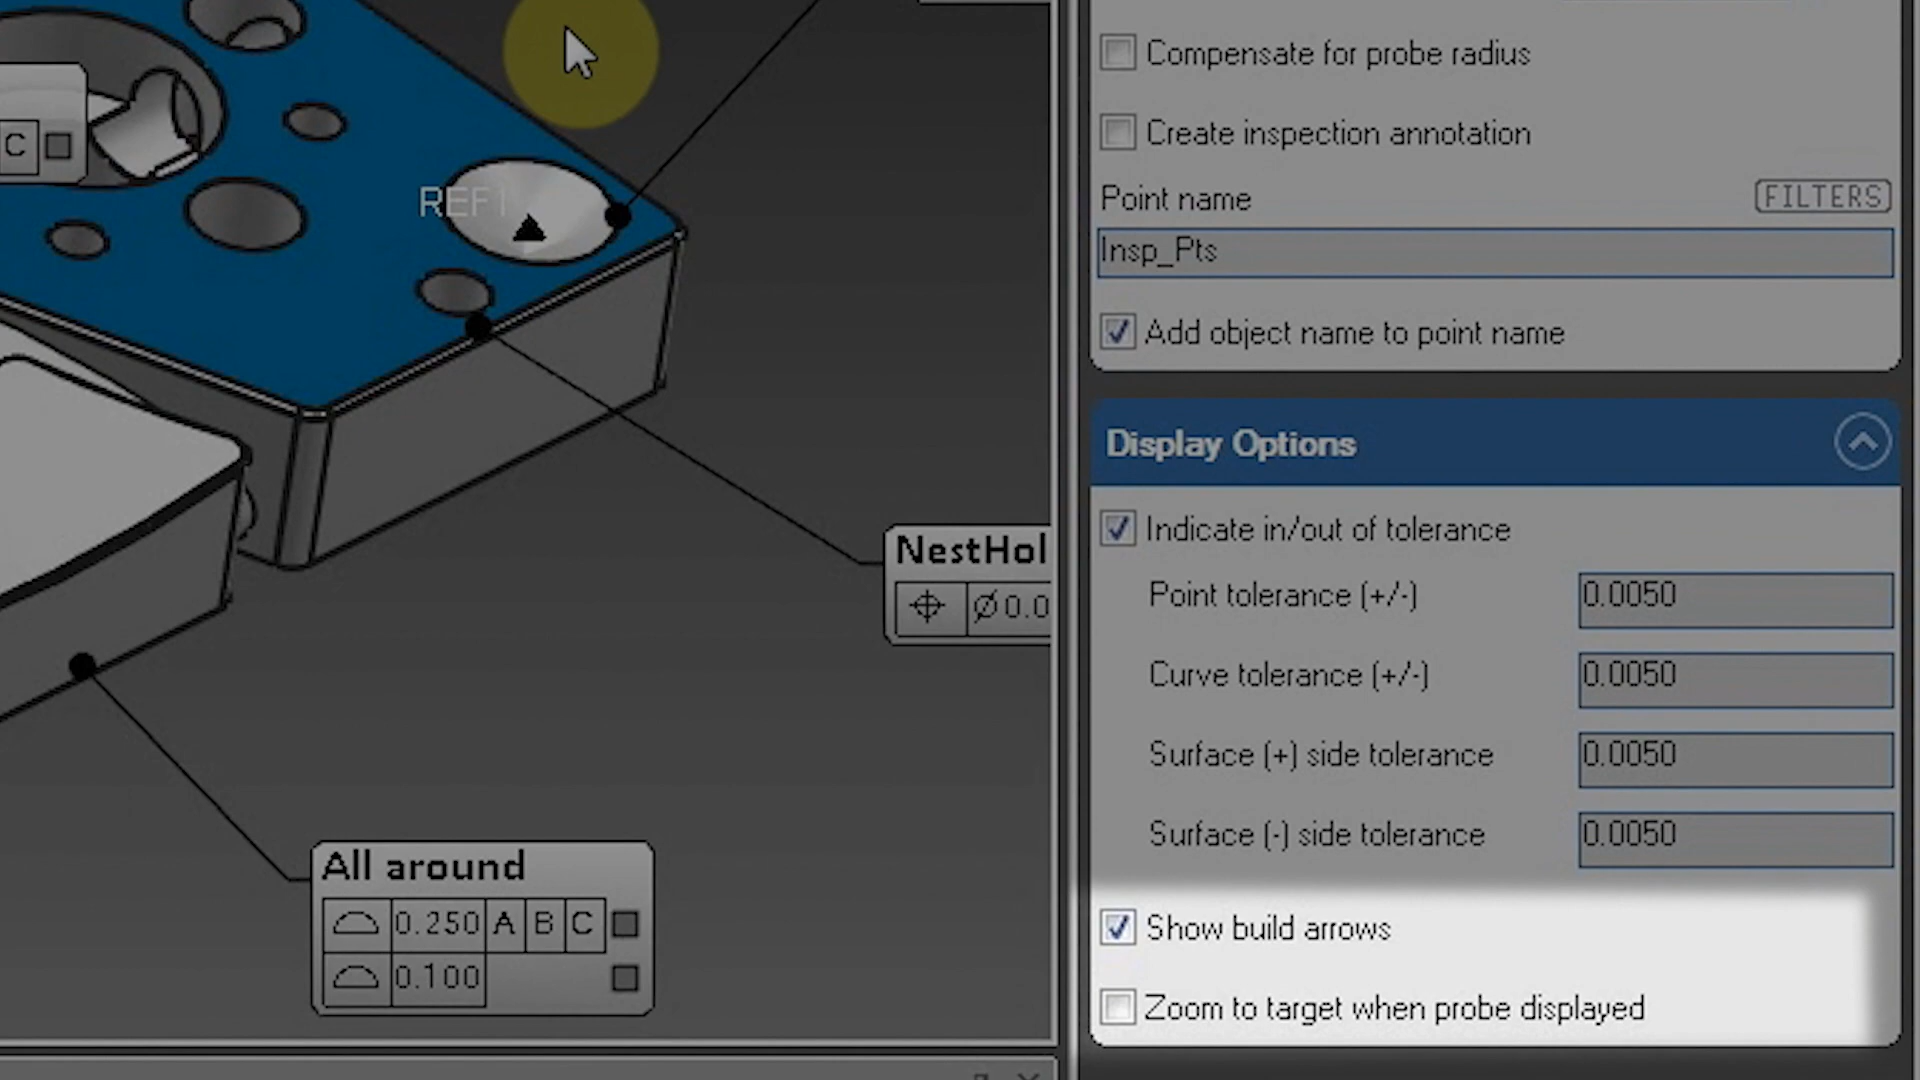 C
REF1
NestHol
⌖ ⌀0.0
All around
⌓ 0.250 A B C
⌓ 0.100
Compensate for probe radius
Create inspection annotation
Point name
FILTERS
Insp_Pts
Add object name to point name
Display Options
Indicate in/out of tolerance
Point tolerance (+/-)
0.0050
Curve tolerance (+/-)
0.0050
Surface (+) side tolerance
0.0050
Surface (-) side tolerance
0.0050
Show build arrows
Zoom to target when probe displayed